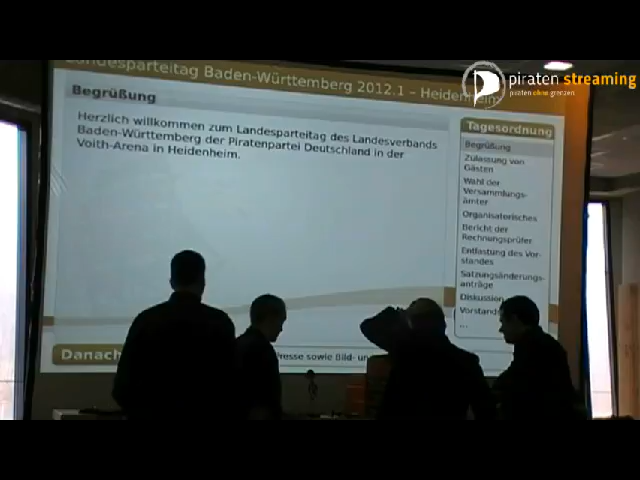 Landesparteitag Baden-Württemberg 2012.1 – Heidenheim
piraten streaming
piraten ohne grenzen
Begrüßung
Herzlich willkommen zum Landesparteitag des Landesverbands
Baden-Württemberg der Piratenpartei Deutschland in der
Voith-Arena in Heidenheim.
Tagesordnung
Begrüßung
Zulassung von
Gästen
Wahl der
Versammlungs-
ämter
Organisatorisches
Bericht der
Rechnungsprüfer
Entlastung des Vor-
standes
Satzungsänderungs-
anträge
Diskussion
Vorstands
...
Danach
Presse sowie Bild- un